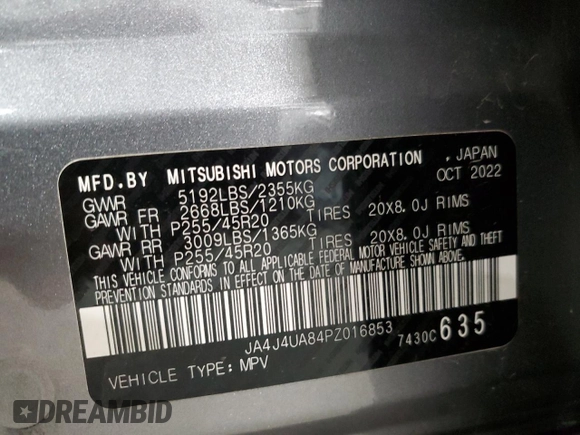 MFD.BY MITSUBISHI MOTORS CORPORATION , JAPAN
GVWR 5192LBS/2355KG OCT 2022
GAWR FR 2668LBS/1210KG
WITH P255/45R20 TIRES 20X8.0J RIMS
GAWR RR 3009LBS/1365KG
WITH P255/45R20 TIRES 20X8.0J RIMS
THIS VEHICLE CONFORMS TO ALL APPLICABLE FEDERAL MOTOR VEHICLE SAFETY AND THEFT
PREVENTION STANDARDS IN EFFECT ON THE DATE OF MANUFACTURE SHOWN ABOVE.
JA4J4UA84PZ016853 7430C 635
VEHICLE TYPE:MPV
DREAMBID